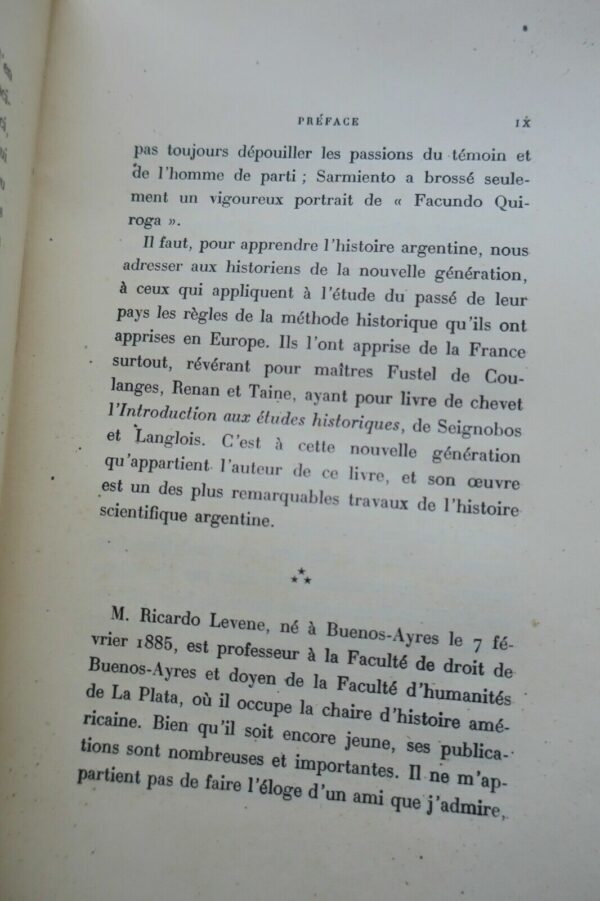 PRÉFACE IX
pas toujours dépouiller les passions du témoin et
de l'homme de parti ; Sarmiento a brossé seule-
ment un vigoureux portrait de « Facundo Qui-
roga ».
Il faut, pour apprendre l'histoire argentine, nous
adresser aux historiens de la nouvelle génération,
à ceux qui appliquent à l'étude du passé de leur
pays les règles de la méthode historique qu'ils ont
apprises en Europe. Ils l'ont apprise de la France
surtout, révérant pour maîtres Fustel de Cou-
langes, Renan et Taine, ayant pour livre de chevet
l'Introduction aux études historiques, de Seignobos
et Langlois. C'est à cette nouvelle génération
qu'appartient l'auteur de ce livre, et son œuvre
est un des plus remarquables travaux de l'histoire
scientifique argentine.
M. Ricardo Levene, né à Buenos-Ayres le 7 fé-
vrier 1885, est professeur à la Faculté de droit de
Buenos-Ayres et doyen de la Faculté d'humanités
de La Plata, où il occupe la chaire d'histoire amé-
ricaine. Bien qu'il soit encore jeune, ses publica-
tions sont nombreuses et importantes. Il ne m'ap-
partient pas de faire l'éloge d'un ami que j'admire,